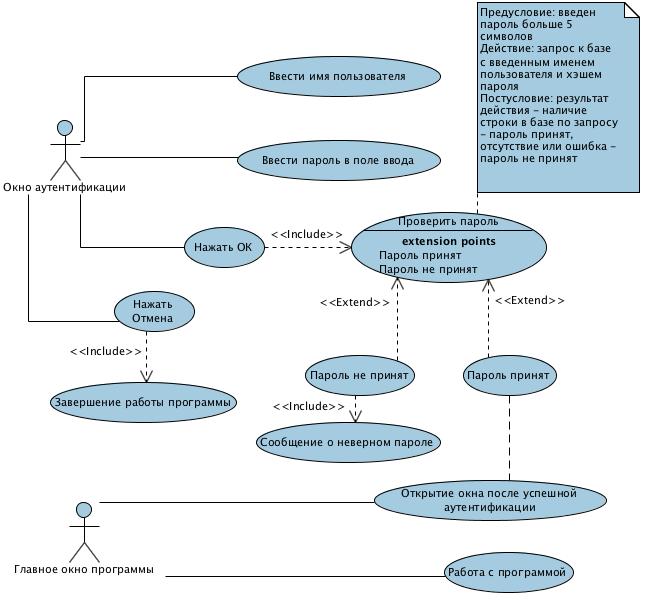 Предусловие: введен
пароль больше 5
символов
Действие: запрос к базе
с введенным именем
пользователя и хэшем
пароля
Постусловие: результат
действия – наличие
строки в базе по запросу
– пароль принят,
отсутствие или ошибка –
пароль не принят
Ввести имя пользователя
Ввести пароль в поле ввода
Окно аутентификации
Нажать ОК
<<Include>>
Проверить пароль
extension points
Пароль принят
Пароль не принят
Нажать
Отмена
<<Extend>>
<<Extend>>
<<Include>>
Завершение работы программы
Пароль не принят
Пароль принят
<<Include>>
Сообщение о неверном пароле
Открытие окна после успешной
аутентификации
Главное окно программы
Работа с программой